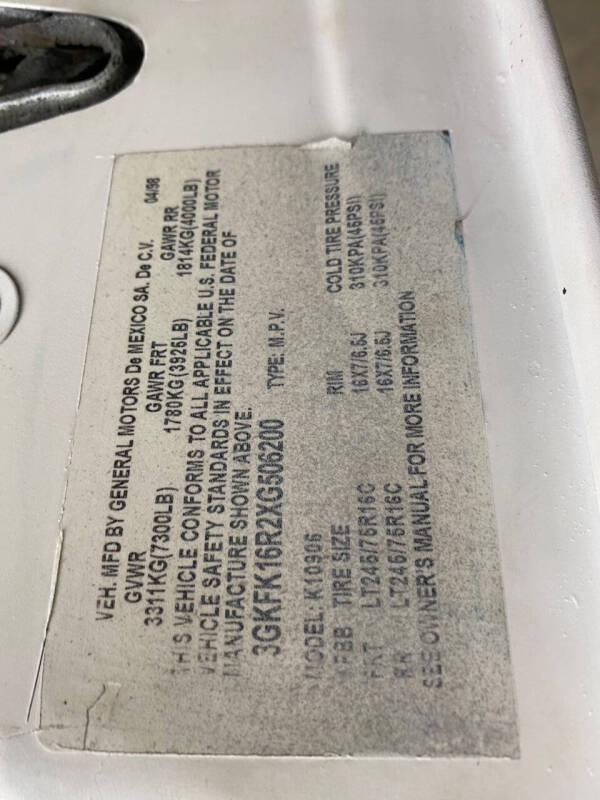 VEH. MFD BY GENERAL MOTORS De MEXICO SA. De C.V. 04/98
GVWR GAWR FRT GAWR RR
3311KG(7300LB) 1780KG(3925LB) 1814KG(4000LB)
THIS VEHICLE CONFORMS TO ALL APPLICABLE U.S. FEDERAL MOTOR
VEHICLE SAFETY STANDARDS IN EFFECT ON THE DATE OF
MANUFACTURE SHOWN ABOVE.
3GKFK16R2XG506200 TYPE: M.P.V.
MODEL: K10906
TIRE SIZE RIM COLD TIRE PRESSURE
FRT LT245/75R16C 16X7/6.5J 310KPA(45PSI)
RR LT245/75R16C 16X7/6.5J 310KPA(45PSI)
SEE OWNER'S MANUAL FOR MORE INFORMATION